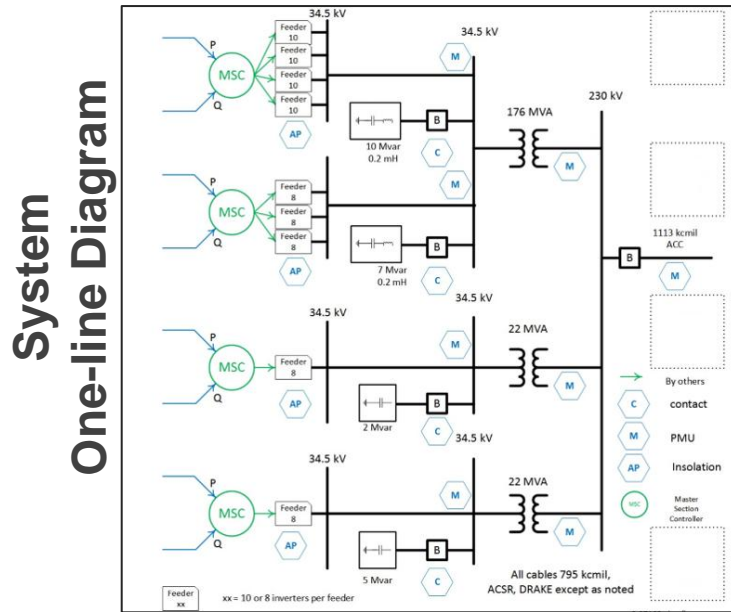 System
One-line Diagram
34.5 kV
34.5 kV
P
MSC
Q
Feeder
10
Feeder
10
Feeder
10
Feeder
10
AP
M
10 Mvar
0.2 mH
B
C
176 MVA
230 kV
M
M
P
MSC
Q
Feeder
8
Feeder
8
Feeder
8
AP
7 Mvar
0.2 mH
B
C
1113 kcmil
ACC
B
M
34.5 kV
34.5 kV
P
MSC
Q
Feeder
8
AP
M
22 MVA
M
2 Mvar
B
C
34.5 kV
34.5 kV
P
MSC
Q
Feeder
8
AP
M
22 MVA
M
5 Mvar
B
C
By others
C
contact
M
PMU
AP
Insolation
MSC
Master
Section
Controller
All cables 795 kcmil,
ACSR, DRAKE except as noted
Feeder
xx
xx = 10 or 8 inverters per feeder